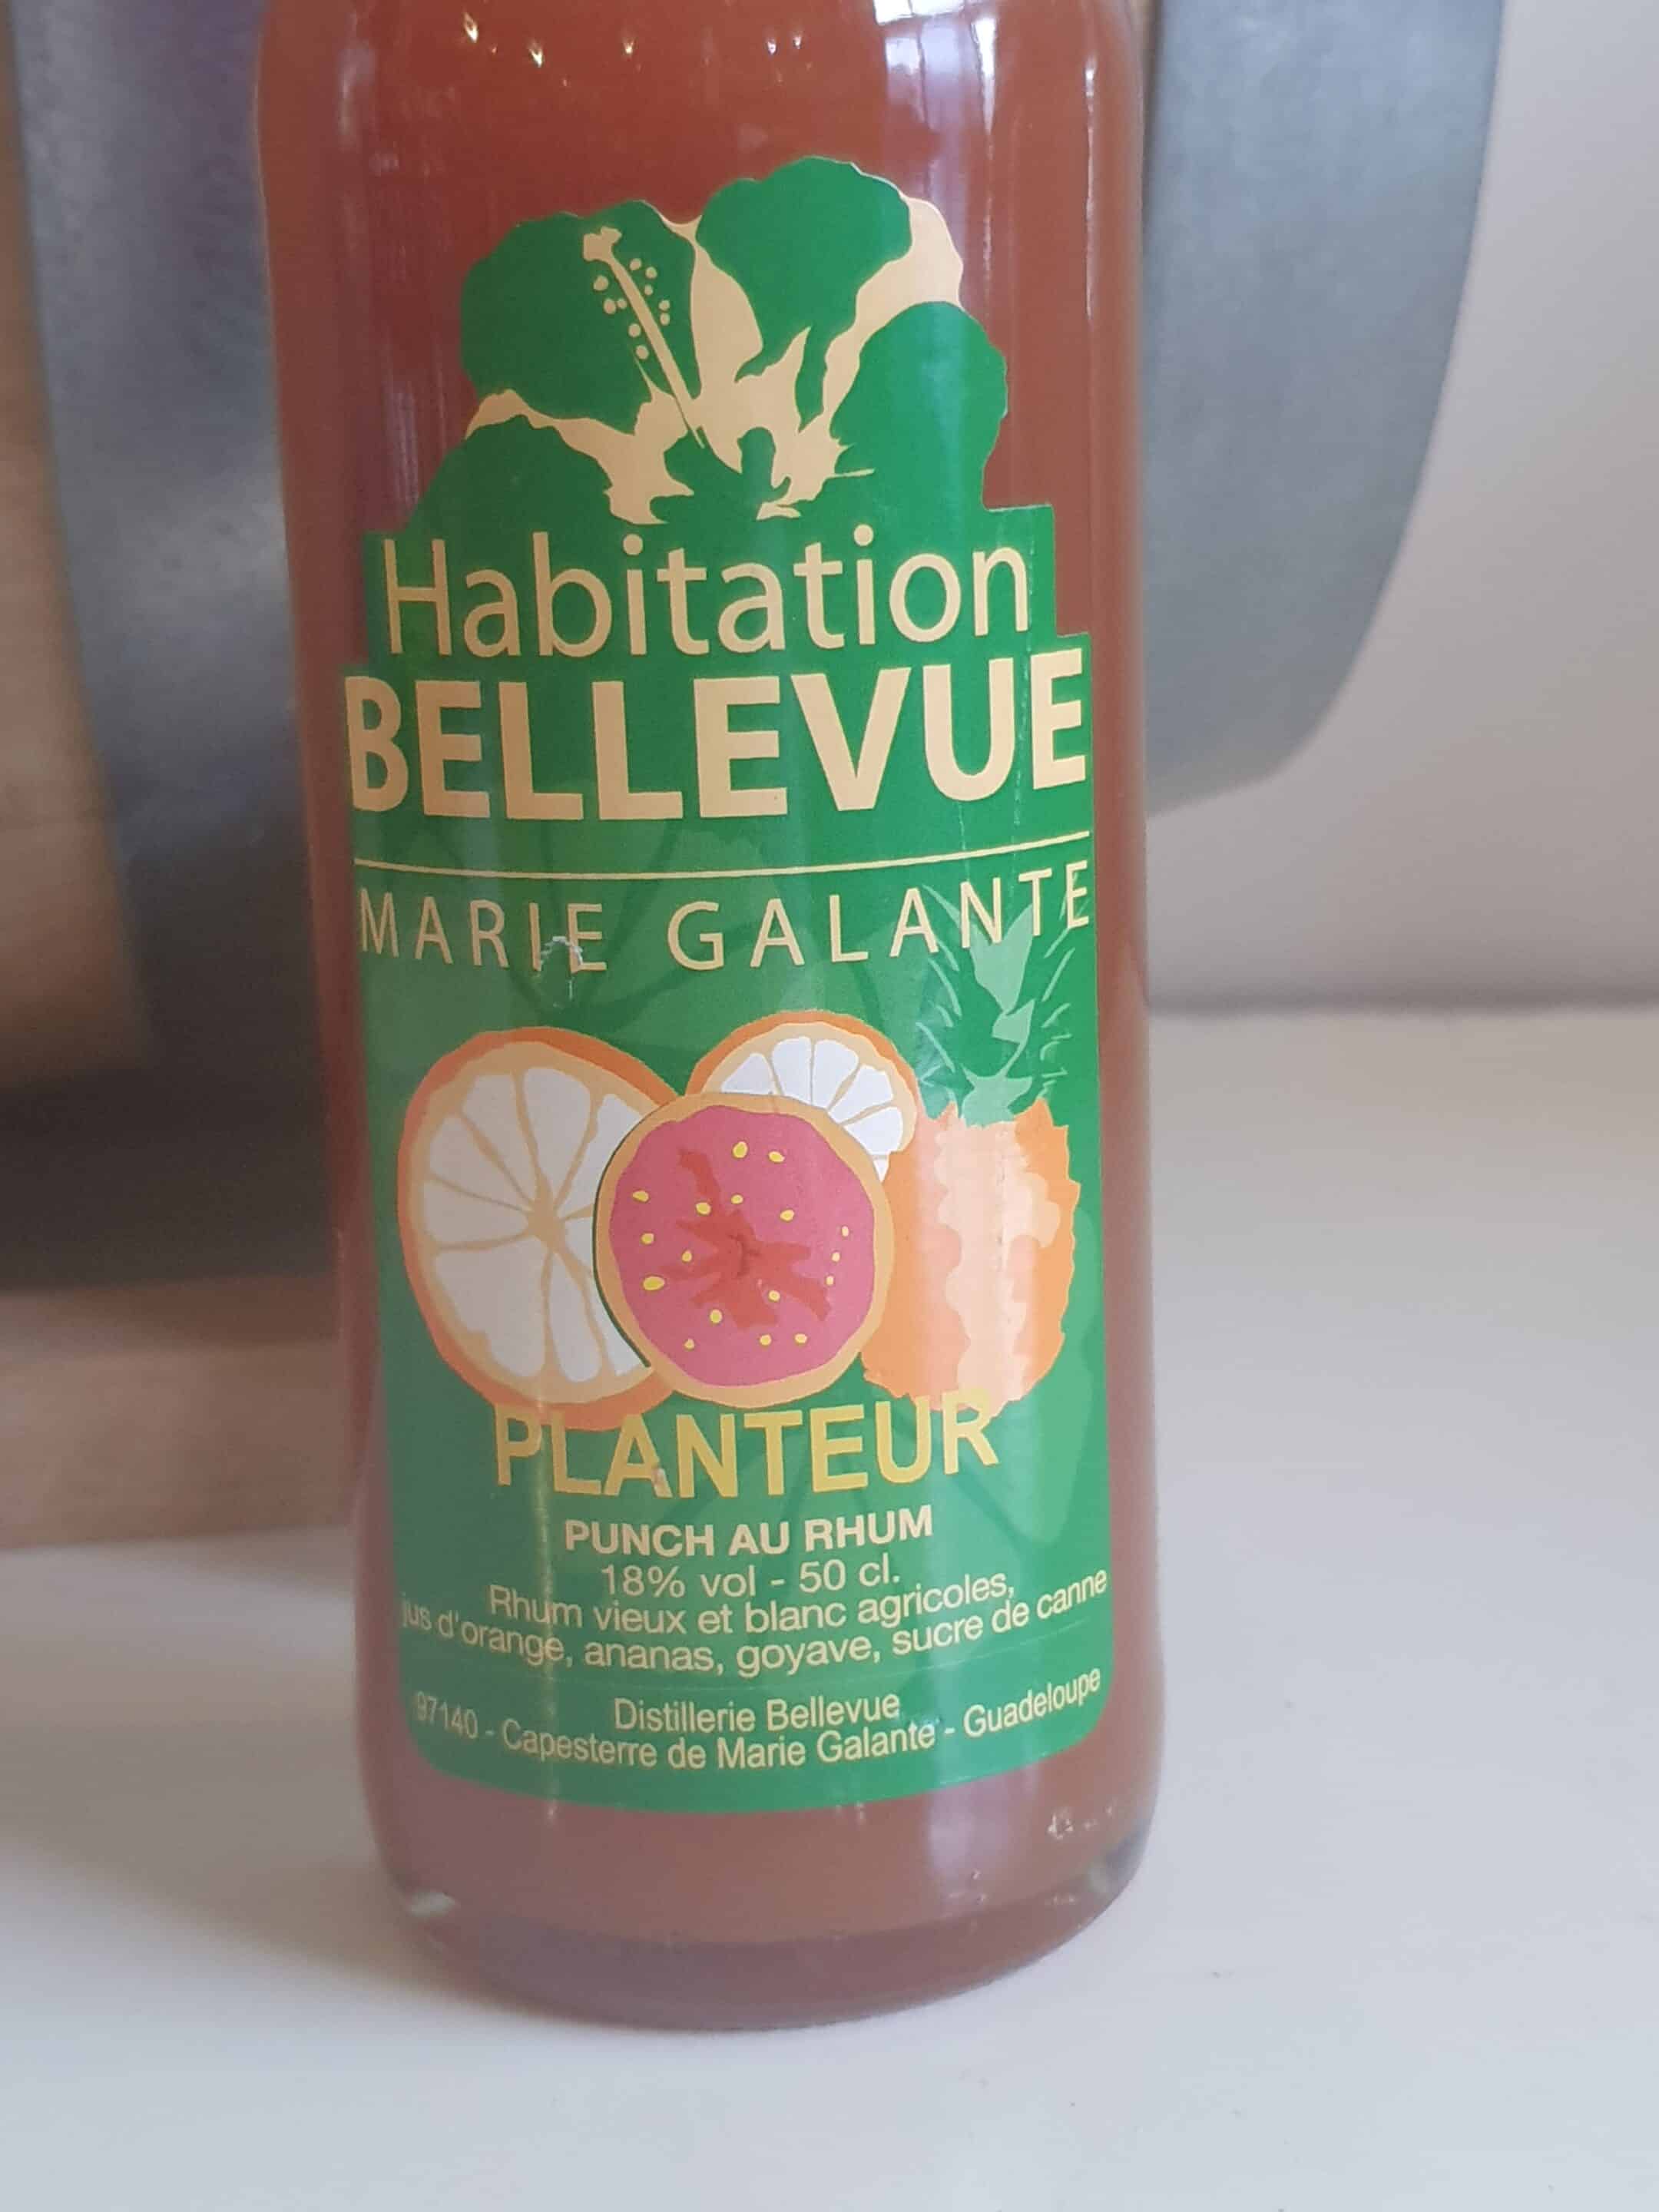 Habitation
BELLEVUE
MARIE GALANTE
PLANTEUR
PUNCH AU RHUM
18% vol - 50 cl.
Rhum vieux et blanc agricoles,
jus d'orange, ananas, goyave, sucre de canne
Distillerie Bellevue
97140 - Capesterre de Marie Galante - Guadeloupe